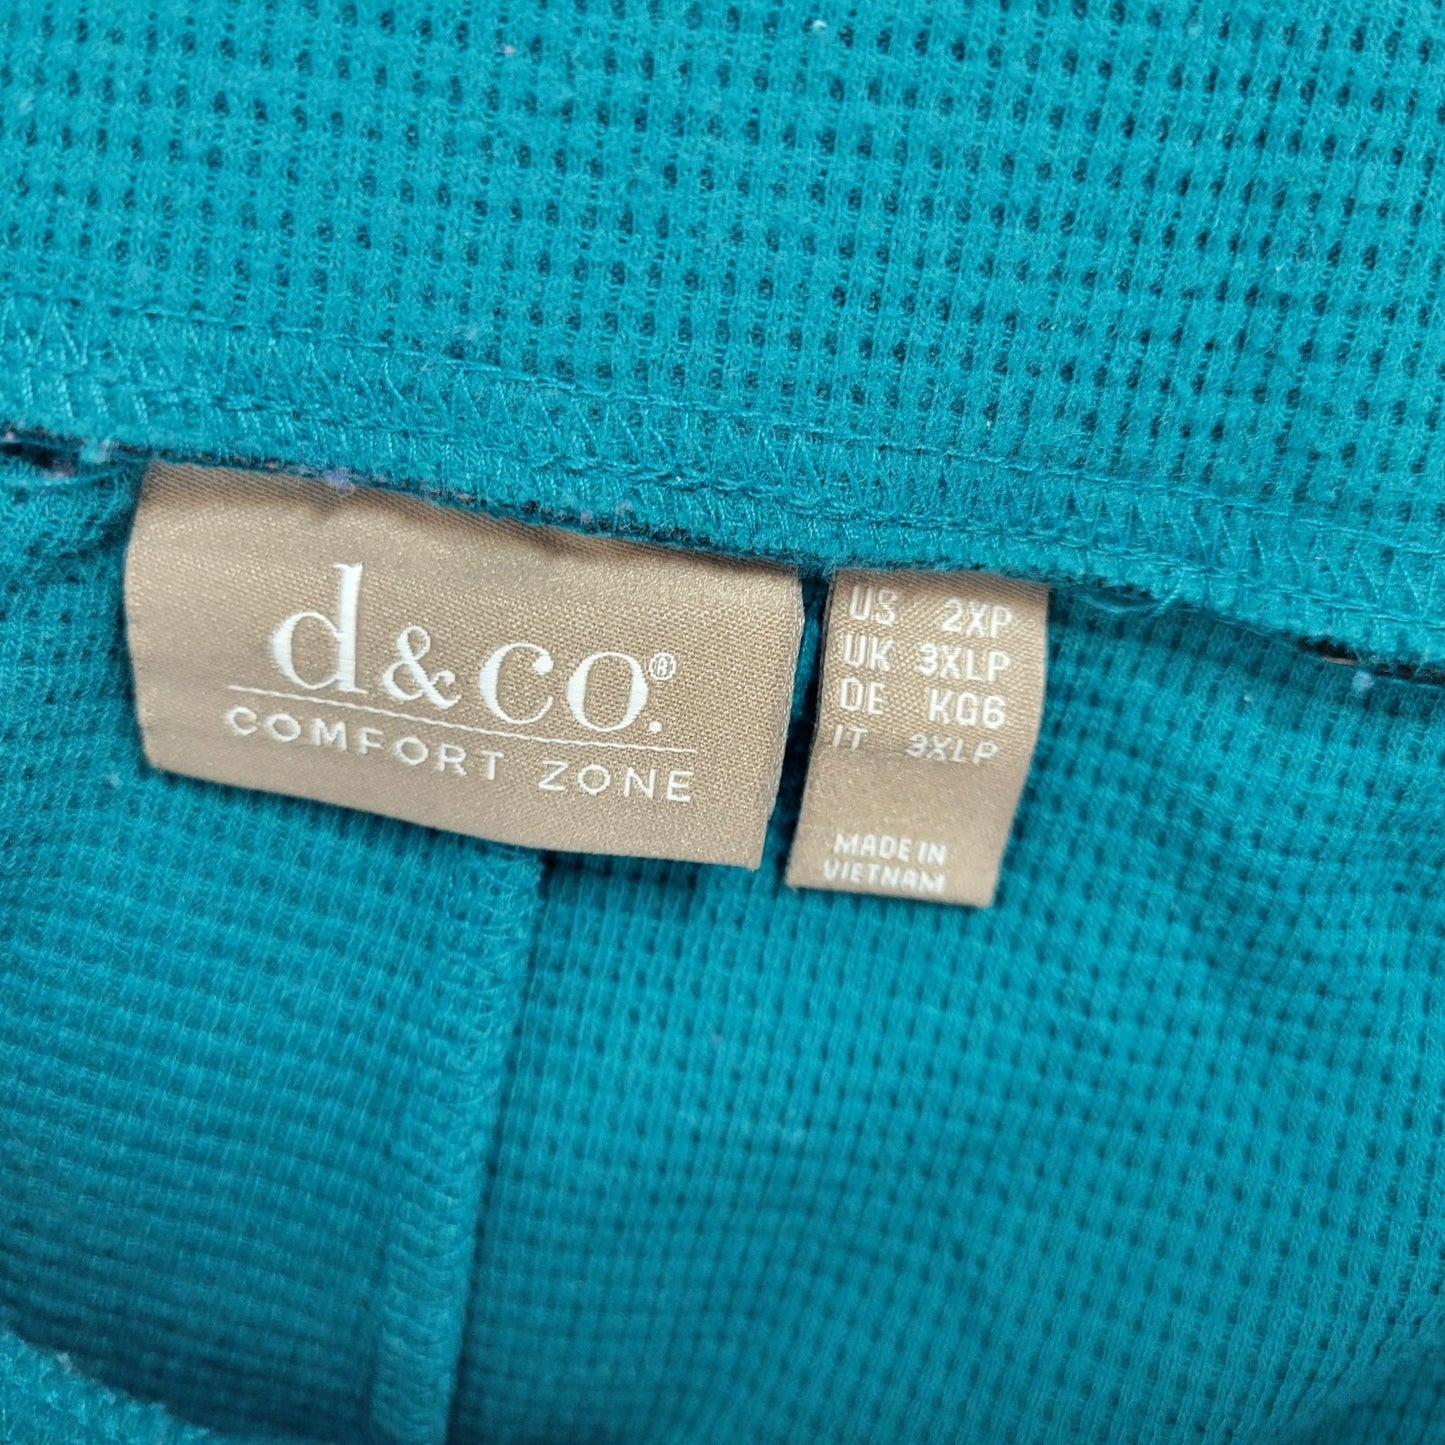 d&co.®
COMFORT ZONE
US 2XP
UK 3XLP
DE KG6
IT 3XLP
MADE IN
VIETNAM